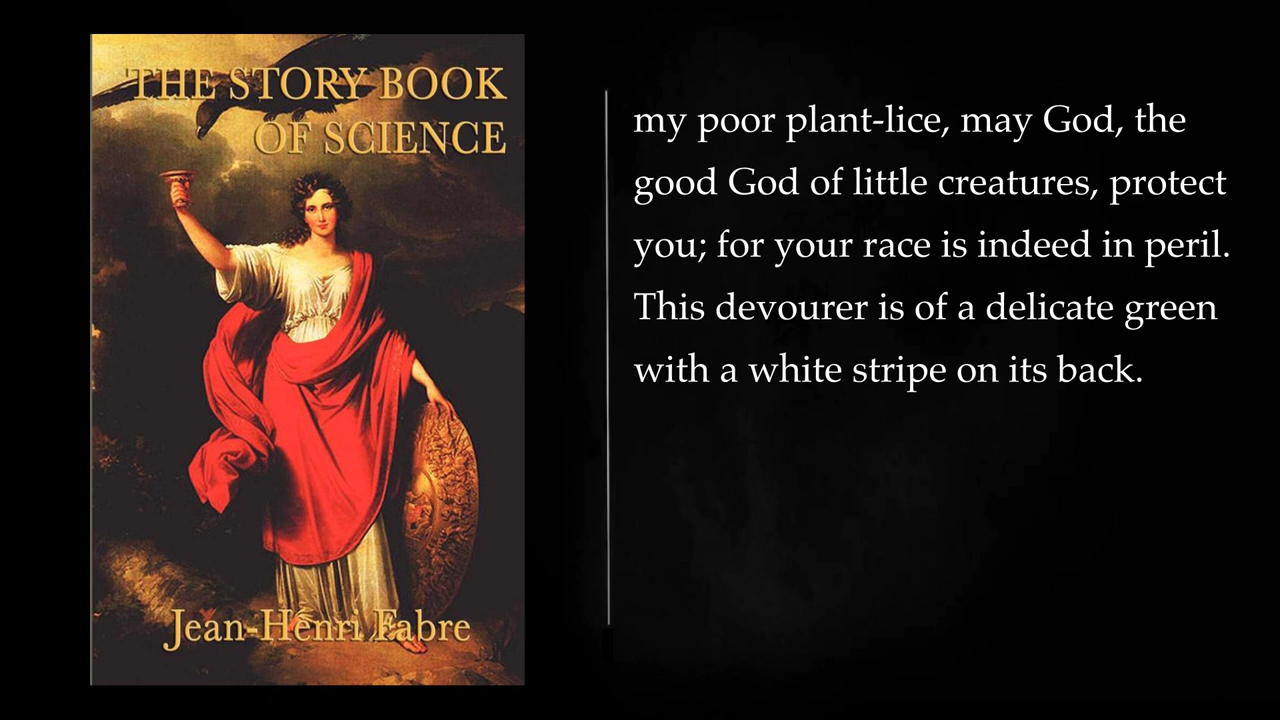 THE STORY BOOK
OF SCIENCE
Jean-Henri Fabre
my poor plant-lice, may God, the
good God of little creatures, protect
you; for your race is indeed in peril.
This devourer is of a delicate green
with a white stripe on its back.